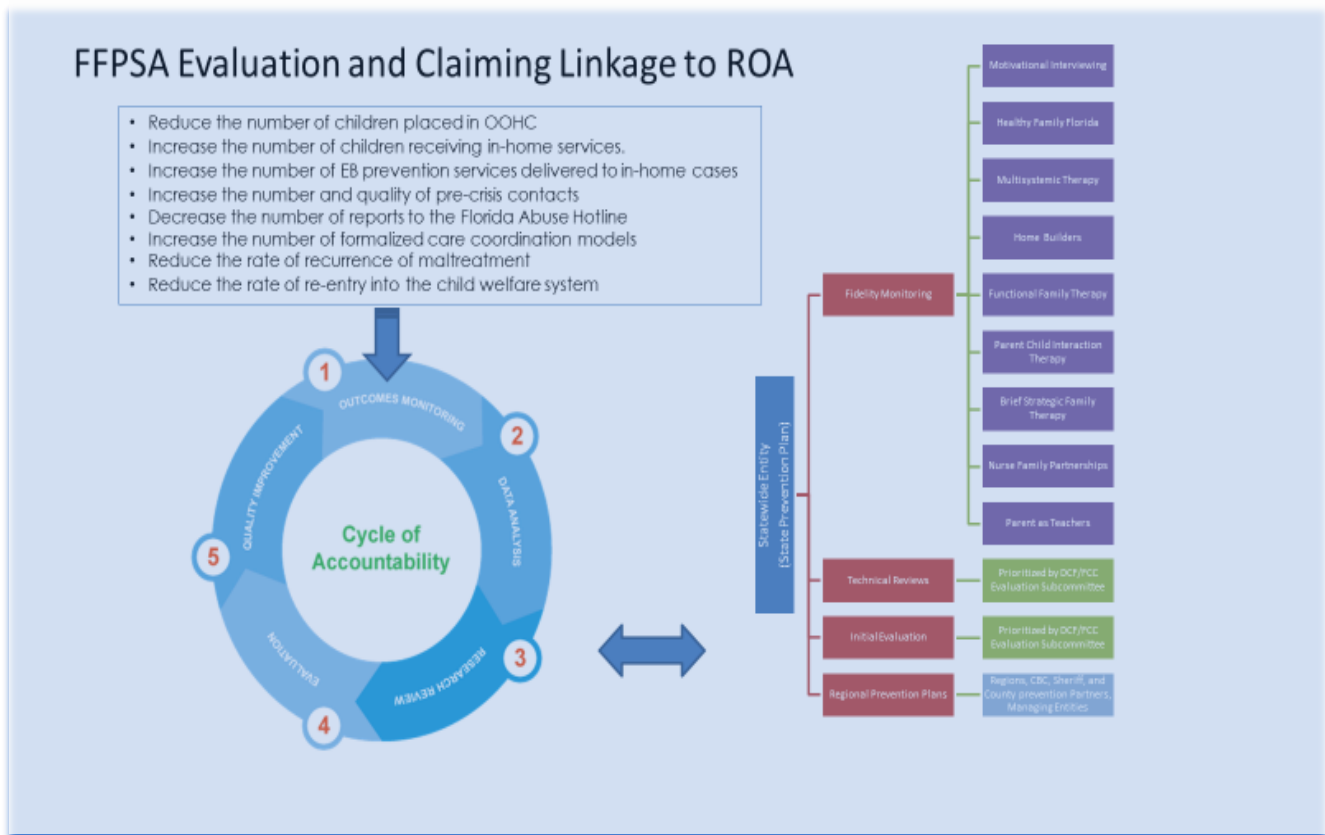 FFPSA Evaluation and Claiming Linkage to ROA
• Reduce the number of children placed in OOHC
• Increase the number of children receiving in-home services.
• Increase the number of EB prevention services delivered to in-home cases
• Increase the number and quality of pre-crisis contacts
• Decrease the number of reports to the Florida Abuse Hotline
• Increase the number of formalized care coordination models
• Reduce the rate of recurrence of maltreatment
• Reduce the rate of re-entry into the child welfare system
1
OUTCOMES MONITORING
2
DATA ANALYSIS
3
RESEARCH REVIEW
4
EVALUATION
5
QUALITY IMPROVEMENT
Cycle of
Accountability
Statewide Entity
(State Prevention Plan)
Fidelity Monitoring
Motivational Interviewing
Healthy Family Florida
Multisystemic Therapy
Home Builders
Functional Family Therapy
Parent Child Interaction
Therapy
Brief Strategic Family
Therapy
Nurse Family Partnerships
Parent as Teachers
Technical Reviews
Prioritized by DCF/FCC
Evaluation Subcommittee
Initial Evaluation
Prioritized by DCF/FCC
Evaluation Subcommittee
Regional Prevention Plans
Regions, CBC, Sheriff, and
County prevention Partners,
Managing Entities